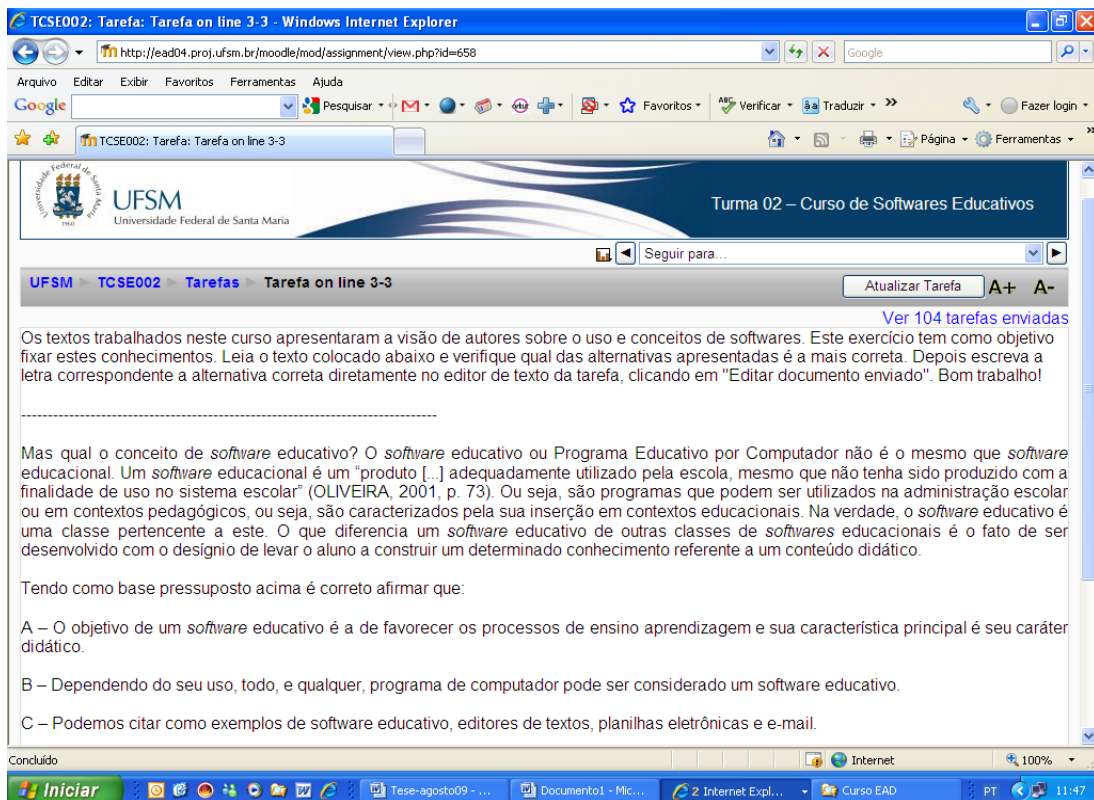 TCSE002: Tarefa: Tarefa on line 3-3 - Windows Internet Explorer
http://ead04.proj.ufsm.br/moodle/mod/assignment/view.php?id=658
Google
Arquivo Editar Exibir Favoritos Ferramentas Ajuda
Google Pesquisar Favoritos Verificar Traduzir Fazer login
TCSE002: Tarefa: Tarefa on line 3-3 Página Ferramentas
Universidade Federal de Santa Maria
1960
UFSM
Universidade Federal de Santa Maria
Turma 02 – Curso de Softwares Educativos
Seguir para...
UFSM TCSE002 Tarefas Tarefa on line 3-3 Atualizar Tarefa A+ A-
Ver 104 tarefas enviadas
Os textos trabalhados neste curso apresentaram a visão de autores sobre o uso e conceitos de softwares. Este exercício tem como objetivo
fixar estes conhecimentos. Leia o texto colocado abaixo e verifique qual das alternativas apresentadas é a mais correta. Depois escreva a
letra correspondente a alternativa correta diretamente no editor de texto da tarefa, clicando em "Editar documento enviado". Bom trabalho!
--------------------------------------------------------------------------------
Mas qual o conceito de software educativo? O software educativo ou Programa Educativo por Computador não é o mesmo que software
educacional. Um software educacional é um “produto [...] adequadamente utilizado pela escola, mesmo que não tenha sido produzido com a
finalidade de uso no sistema escolar” (OLIVEIRA, 2001, p. 73). Ou seja, são programas que podem ser utilizados na administração escolar
ou em contextos pedagógicos, ou seja, são caracterizados pela sua inserção em contextos educacionais. Na verdade, o software educativo é
uma classe pertencente a este. O que diferencia um software educativo de outras classes de softwares educacionais é o fato de ser
desenvolvido com o desígnio de levar o aluno a construir um determinado conhecimento referente a um conteúdo didático.
Tendo como base pressuposto acima é correto afirmar que:
A – O objetivo de um software educativo é a de favorecer os processos de ensino aprendizagem e sua característica principal é seu caráter
didático.
B – Dependendo do seu uso, todo, e qualquer, programa de computador pode ser considerado um software educativo.
C – Podemos citar como exemplos de software educativo, editores de textos, planilhas eletrônicas e e-mail.
Concluído Internet 100%
Iniciar Tese-agosto09 - ... Documento1 - Mic... 2 Internet Expl... Curso EAD PT 11:47